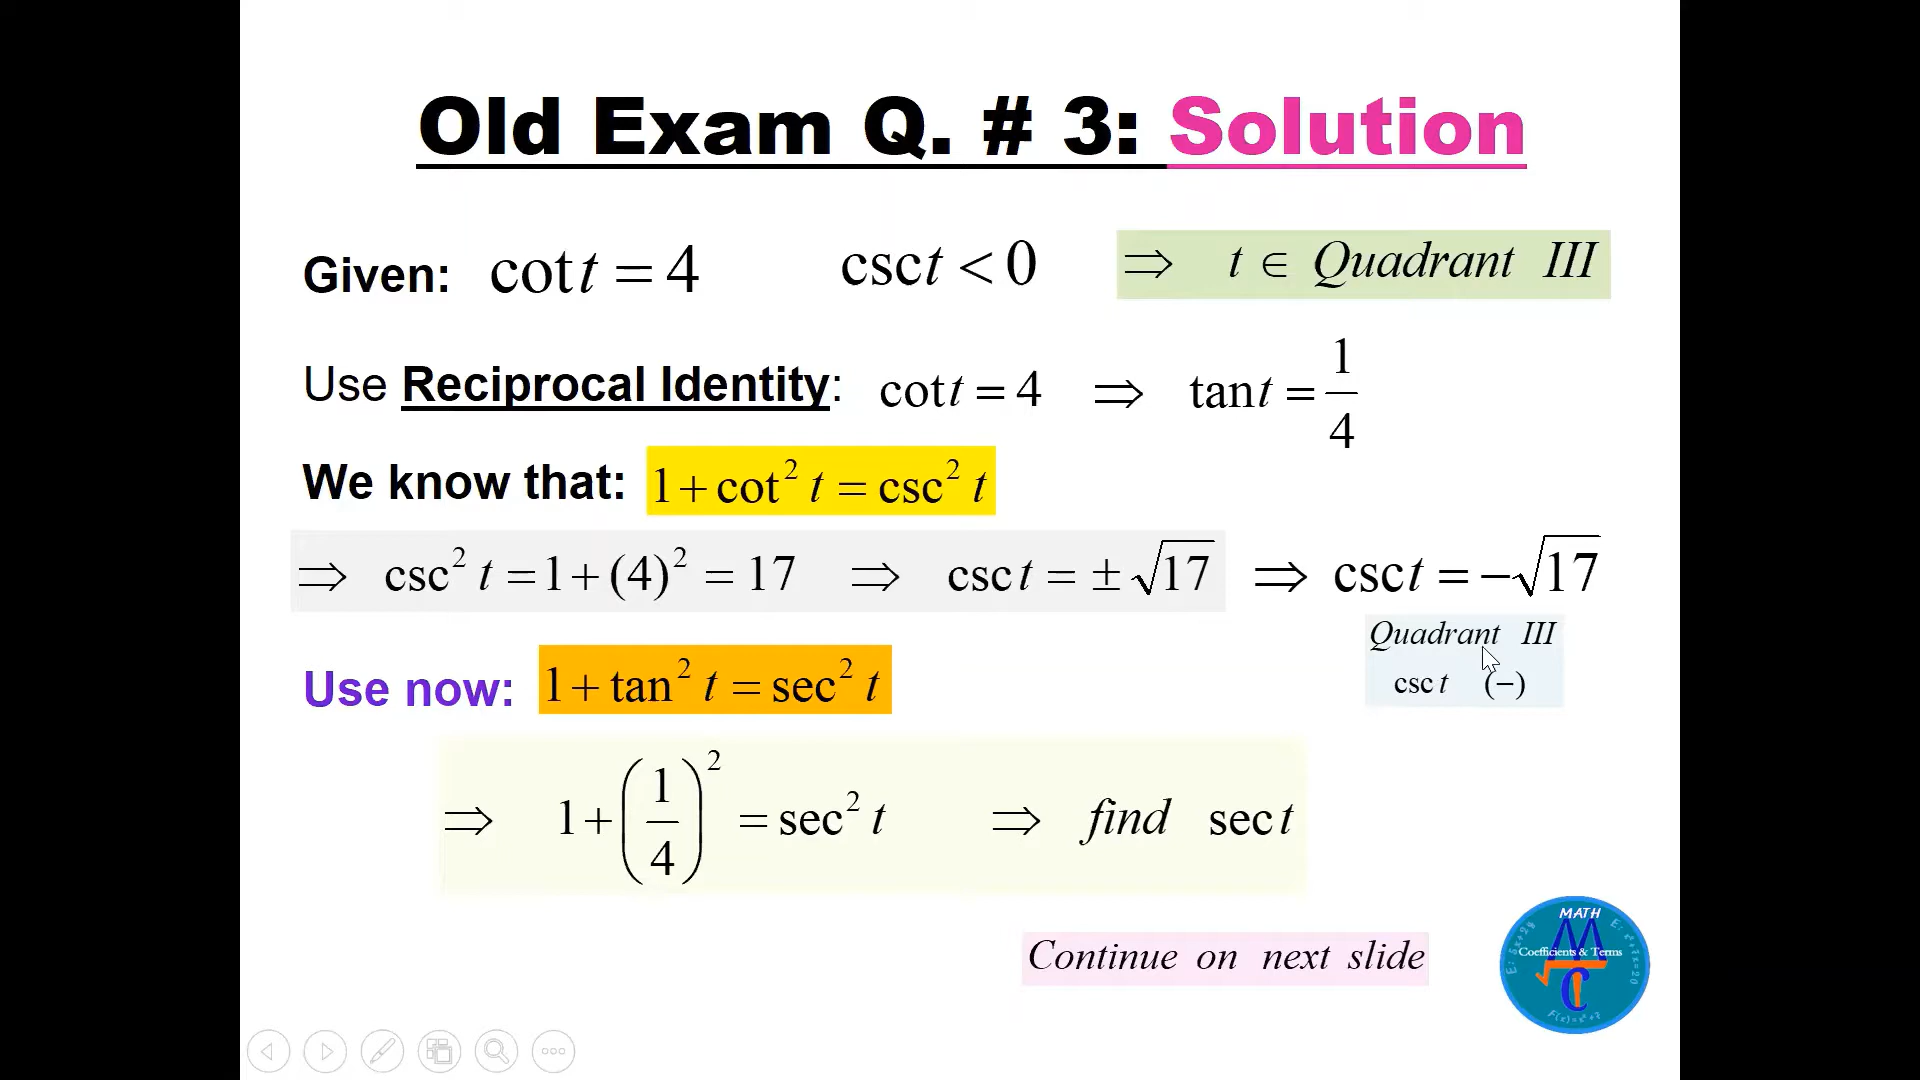 Old Exam Q. # 3: Solution
Given: cot t = 4 csc t < 0 ⇒ t ∈ Quadrant III
Use Reciprocal Identity: cot t = 4 ⇒ tan t = 1/4
We know that: 1 + cot² t = csc² t
⇒ csc² t = 1 + (4)² = 17 ⇒ csc t = ± √17 ⇒ csc t = −√17
Quadrant III
csc t (−)
Use now: 1 + tan² t = sec² t
⇒ 1 + (1/4)² = sec² t ⇒ find sec t
Continue on next slide
MATH
Coefficients & Terms